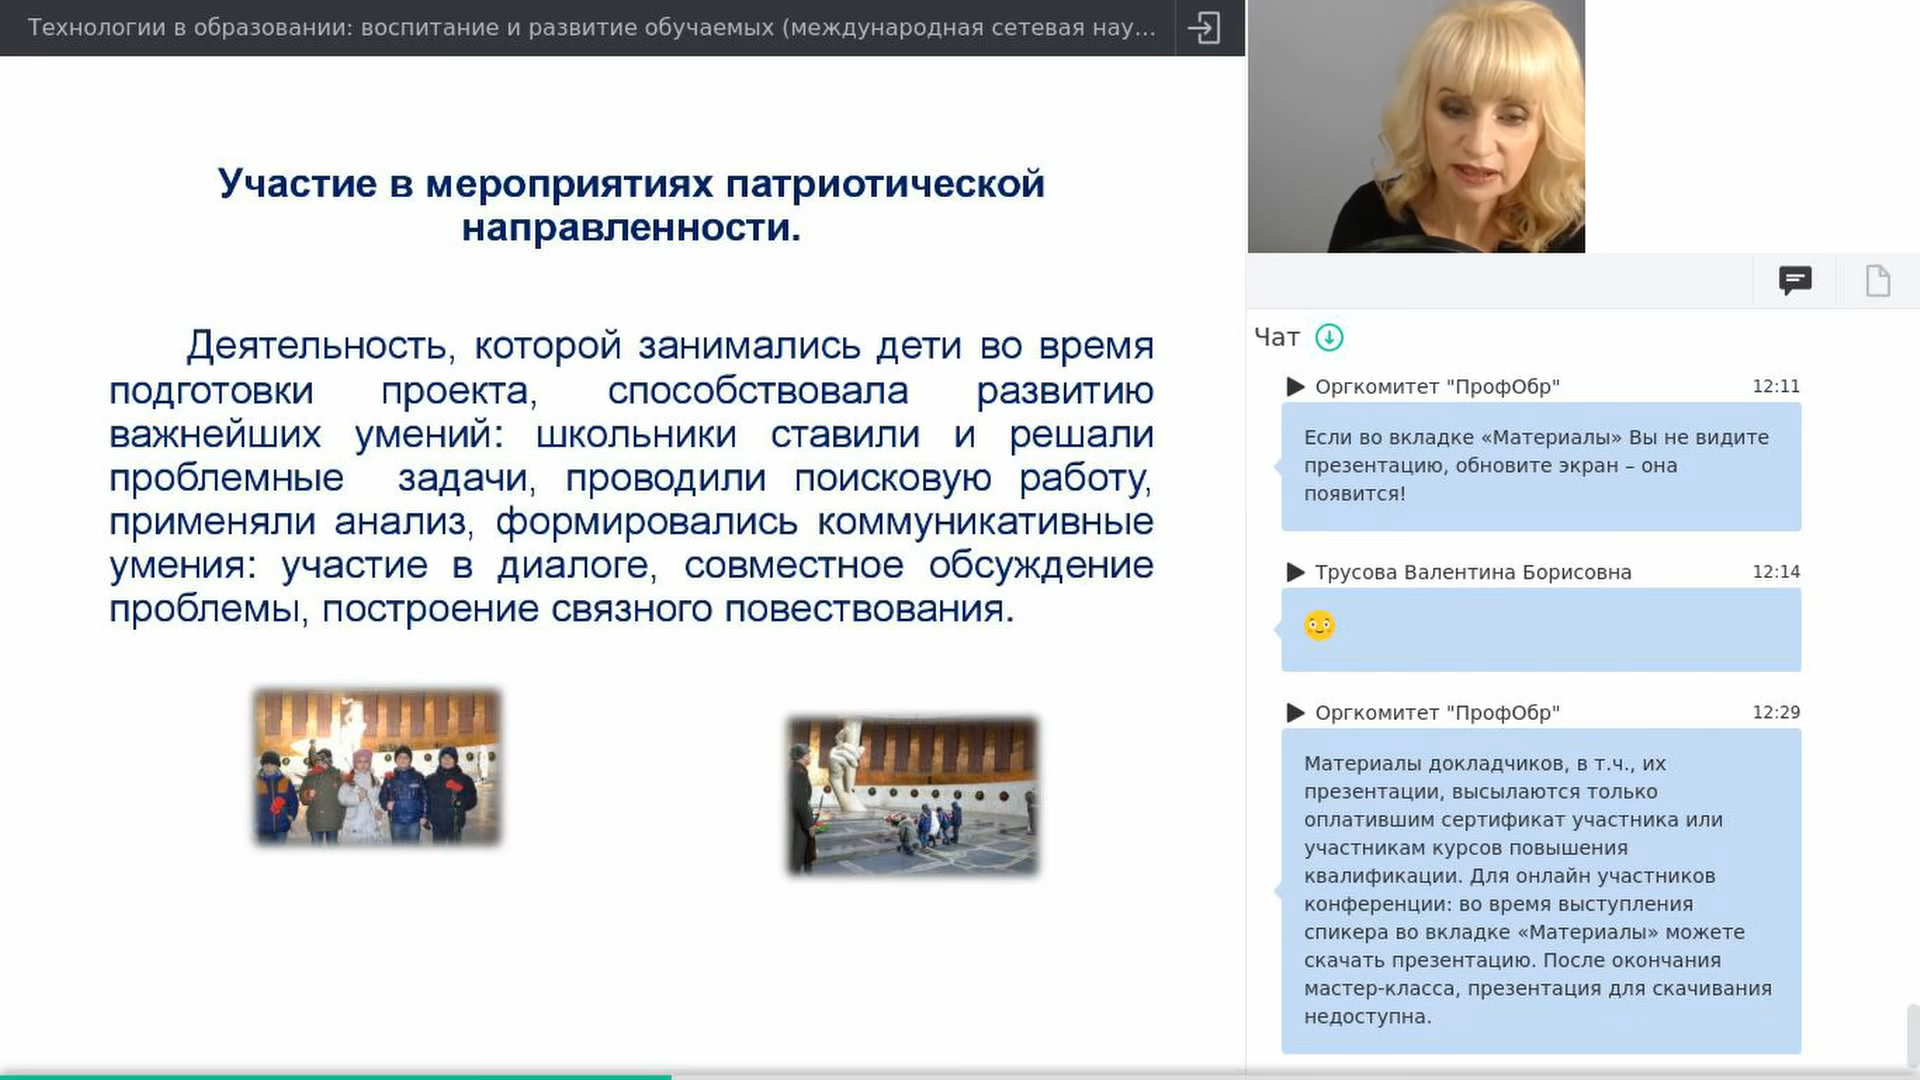 Технологии в образовании: воспитание и развитие обучаемых (международная сетевая нау...
Участие в мероприятиях патриотической
направленности.
Деятельность, которой занимались дети во время
подготовки проекта, способствовала развитию
важнейших умений: школьники ставили и решали
проблемные задачи, проводили поисковую работу,
применяли анализ, формировались коммуникативные
умения: участие в диалоге, совместное обсуждение
проблемы, построение связного повествования.
Чат
Оргкомитет "ПрофОбр" 12:11
Если во вкладке «Материалы» Вы не видите
презентацию, обновите экран – она
появится!
Трусова Валентина Борисовна 12:14
Оргкомитет "ПрофОбр" 12:29
Материалы докладчиков, в т.ч., их
презентации, высылаются только
оплатившим сертификат участника или
участникам курсов повышения
квалификации. Для онлайн участников
конференции: во время выступления
спикера во вкладке «Материалы» можете
скачать презентацию. После окончания
мастер-класса, презентация для скачивания
недоступна.